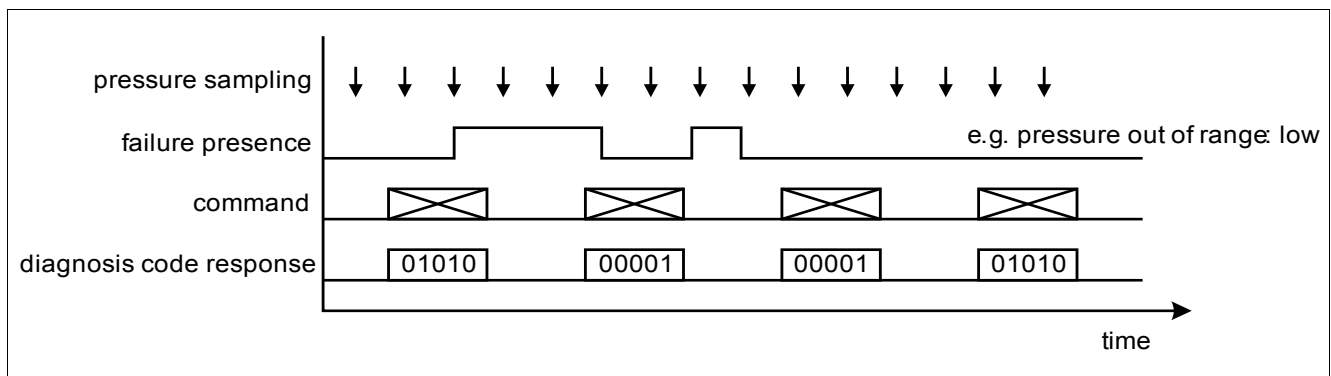 pressure sampling
failure presence
e.g. pressure out of range: low
command
diagnosis code response
01010
00001
00001
01010
time